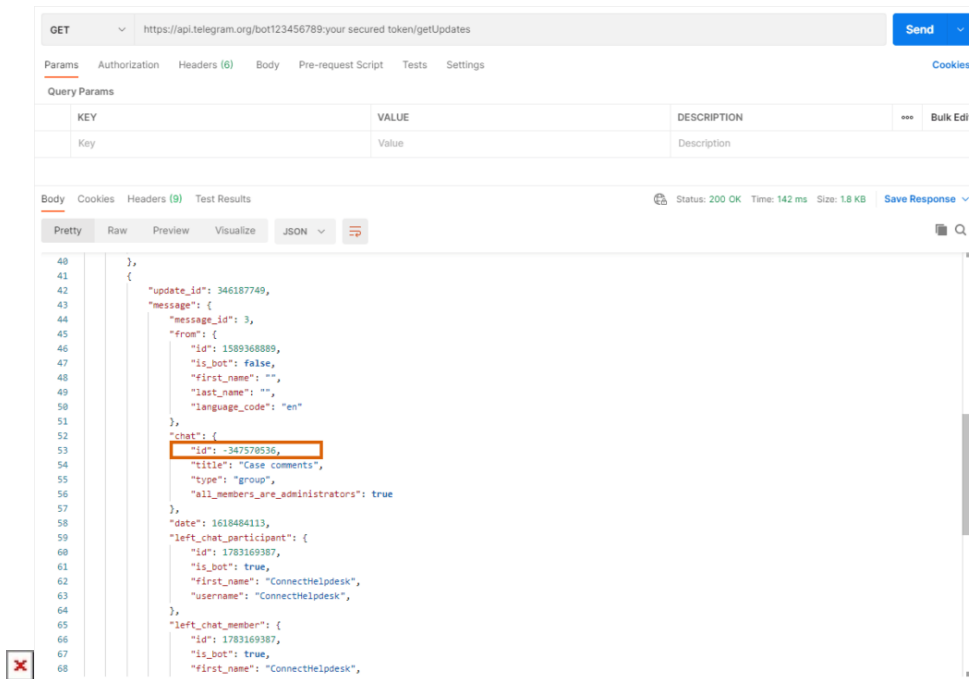 GET https://api.telegram.org/bot123456789:your secured token/getUpdates Send
Params Authorization Headers (6) Body Pre-request Script Tests Settings Cookies
Query Params
KEY VALUE DESCRIPTION ooo Bulk Edi
Key Value Description
Body Cookies Headers (9) Test Results Status: 200 OK Time: 142 ms Size: 1.8 KB Save Response
Pretty Raw Preview Visualize JSON
40 },
41 {
42 "update_id": 346187749,
43 "message": {
44 "message_id": 3,
45 "from": {
46 "id": 1589368889,
47 "is_bot": false,
48 "first_name": "",
49 "last_name": "",
50 "language_code": "en"
51 },
52 "chat": {
53 "id": -347570536,
54 "title": "Case comments",
55 "type": "group",
56 "all_members_are_administrators": true
57 },
58 "date": 1618484113,
59 "left_chat_participant": {
60 "id": 1783169387,
61 "is_bot": true,
62 "first_name": "ConnectHelpdesk",
63 "username": "ConnectHelpdesk",
64 },
65 "left_chat_member": {
66 "id": 1783169387,
67 "is_bot": true,
68 "first_name": "ConnectHelpdesk",